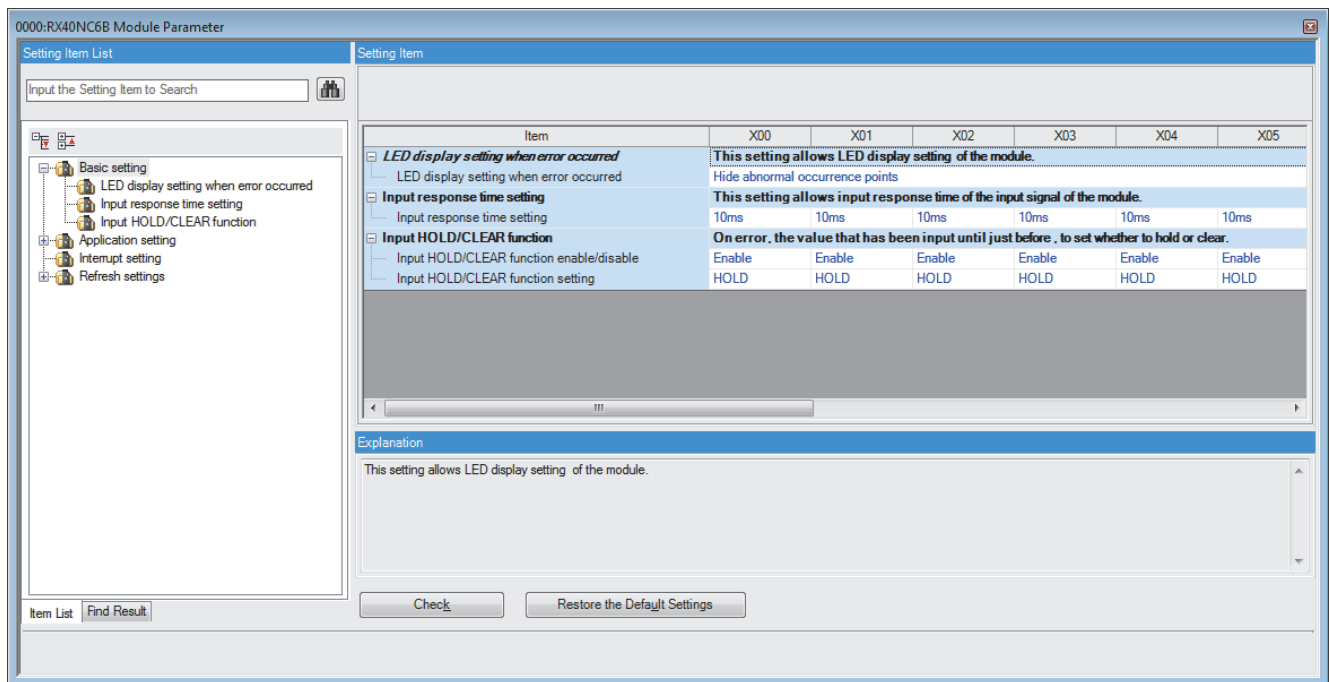 0000:RX40NC6B Module Parameter
Setting Item List
Input the Setting Item to Search
Basic setting
LED display setting when error occurred
Input response time setting
Input HOLD/CLEAR function
Application setting
Interrupt setting
Refresh settings
Item List Find Result
Setting Item
Item X00 X01 X02 X03 X04 X05
LED display setting when error occurred This setting allows LED display setting of the module.
LED display setting when error occurred Hide abnormal occurrence points
Input response time setting This setting allows input response time of the input signal of the module.
Input response time setting 10ms 10ms 10ms 10ms 10ms 10ms
Input HOLD/CLEAR function On error, the value that has been input until just before , to set whether to hold or clear.
Input HOLD/CLEAR function enable/disable Enable Enable Enable Enable Enable Enable
Input HOLD/CLEAR function setting HOLD HOLD HOLD HOLD HOLD HOLD
Explanation
This setting allows LED display setting of the module.
Check Restore the Default Settings